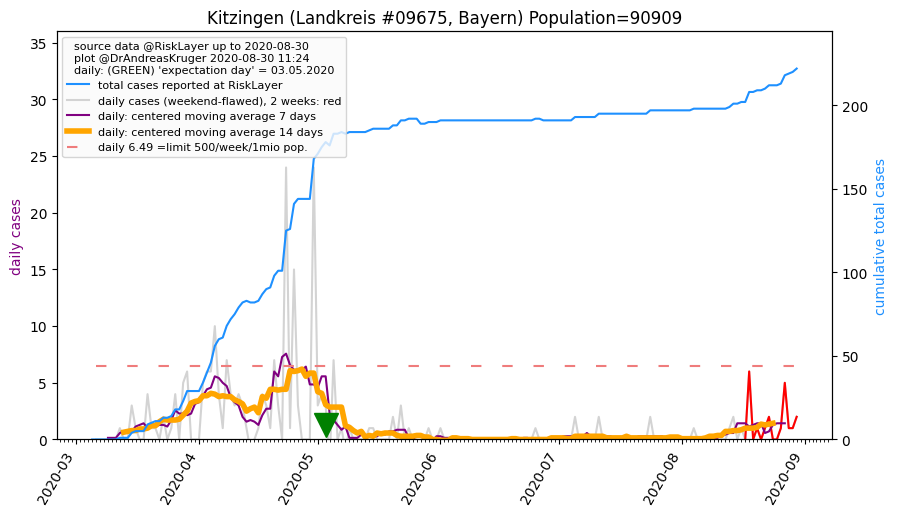 Kitzingen (Landkreis #09675, Bayern) Population=90909
source data @RiskLayer up to 2020-08-30
plot @DrAndreasKruger 2020-08-30 11:24
daily: (GREEN) 'expectation day' = 03.05.2020
total cases reported at RiskLayer
daily cases (weekend-flawed), 2 weeks: red
daily: centered moving average 7 days
daily: centered moving average 14 days
daily 6.49 =limit 500/week/1mio pop.
daily cases
35
30
25
20
15
10
5
0
cumulative total cases
200
150
100
50
0
2020-03
2020-04
2020-05
2020-06
2020-07
2020-08
2020-09